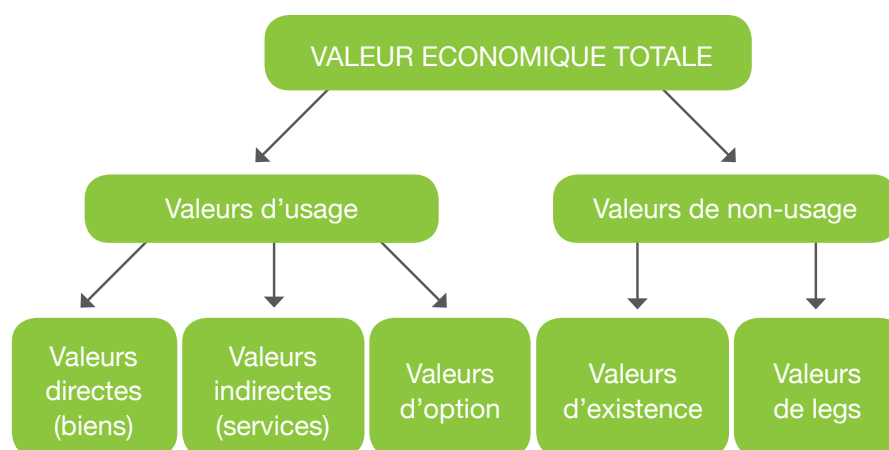 VALEUR ECONOMIQUE TOTALE
Valeurs d’usage
Valeurs de non-usage
Valeurs
directes
(biens)
Valeurs
indirectes
(services)
Valeurs
d’option
Valeurs
d’existence
Valeurs
de legs